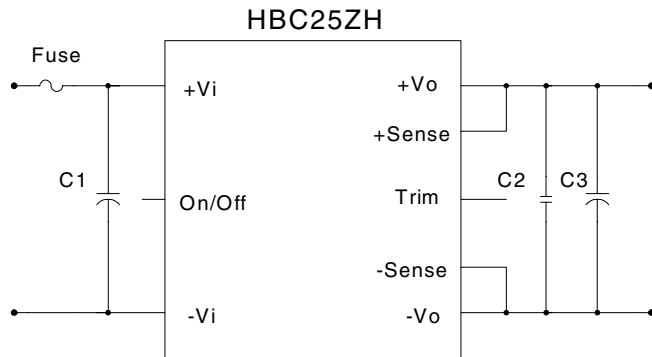 HBC25ZH
Fuse
+Vi
+Vo
+Sense
C1
On/Off
Trim
C2
C3
-Sense
-Vi
-Vo